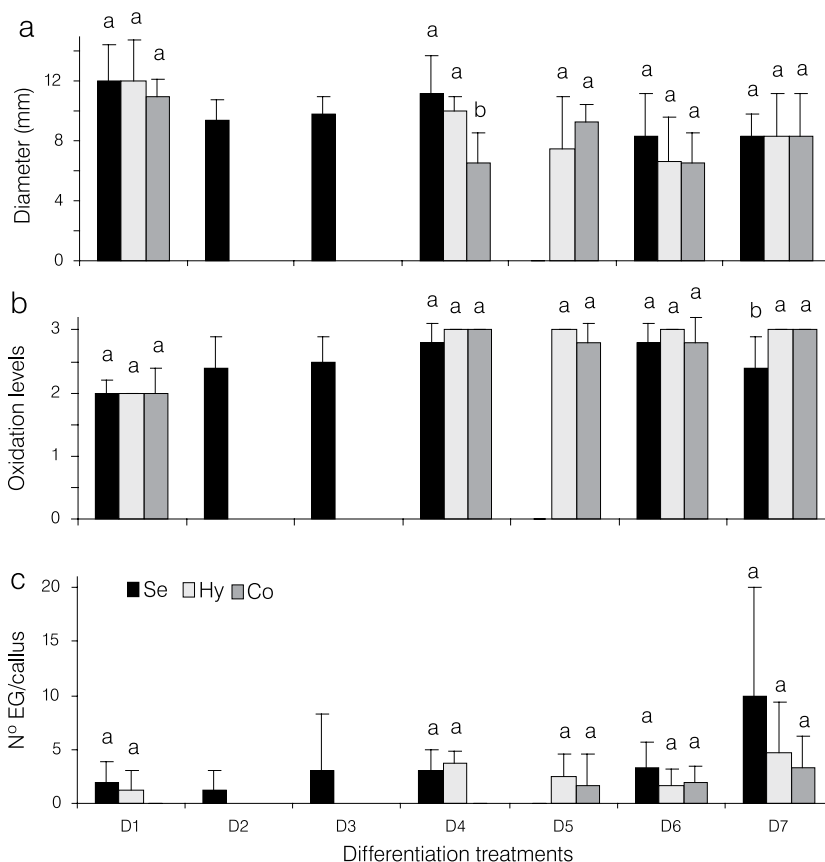 a
a a a
a a b
a a
a a a
a a a
Diameter (mm)
12
8
4
0
b
a a a
a a a
a a
a a a
b a a
Oxidation levels
3
2
1
0
c
Se Hy Co
a a
a a
a a
a a a
a a a
Nº EG/callus
20
15
10
5
0
D1 D2 D3 D4 D5 D6 D7
Differentiation treatments